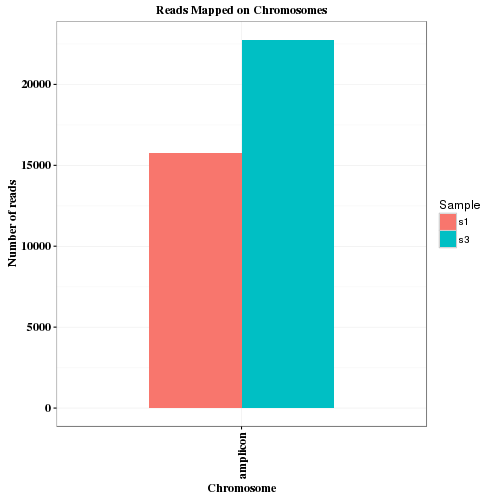 Reads Mapped on Chromosomes
Number of reads
20000
15000
10000
5000
0
amplicon
Chromosome
Sample
s1
s3